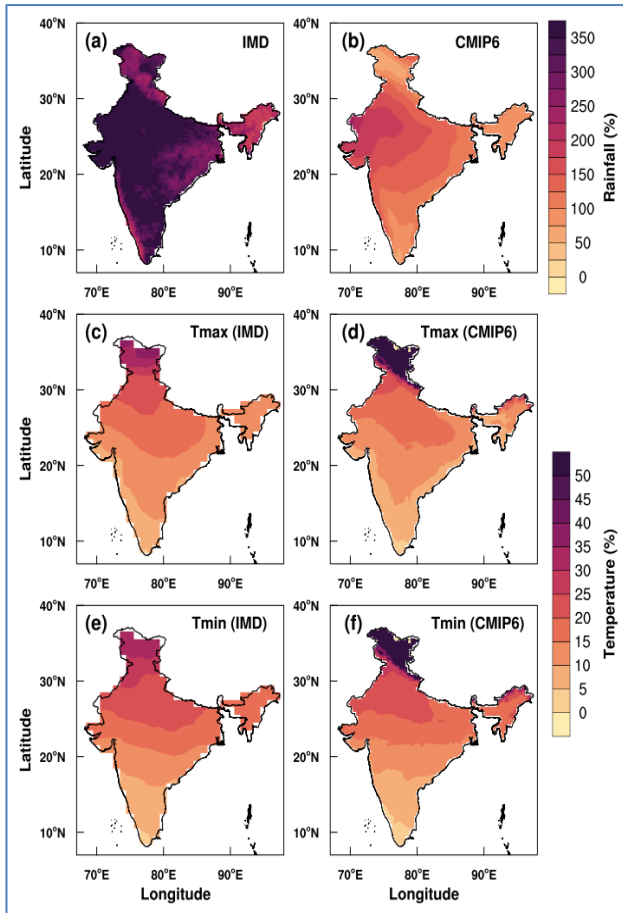 40°N
(a) IMD
30°N
20°N
10°N
Latitude
70°E 80°E 90°E
40°N
(b) CMIP6
30°N
20°N
10°N
70°E 80°E 90°E
350
300
250
200
150
100
50
0
Rainfall (%)
40°N
(c) Tmax (IMD)
30°N
20°N
10°N
Latitude
70°E 80°E 90°E
40°N
(d) Tmax (CMIP6)
30°N
20°N
10°N
70°E 80°E 90°E
40°N
(e) Tmin (IMD)
30°N
20°N
10°N
Latitude
70°E 80°E 90°E
Longitude
40°N
(f) Tmin (CMIP6)
30°N
20°N
10°N
70°E 80°E 90°E
Longitude
50
45
40
35
30
25
20
15
10
5
0
Temperature (%)